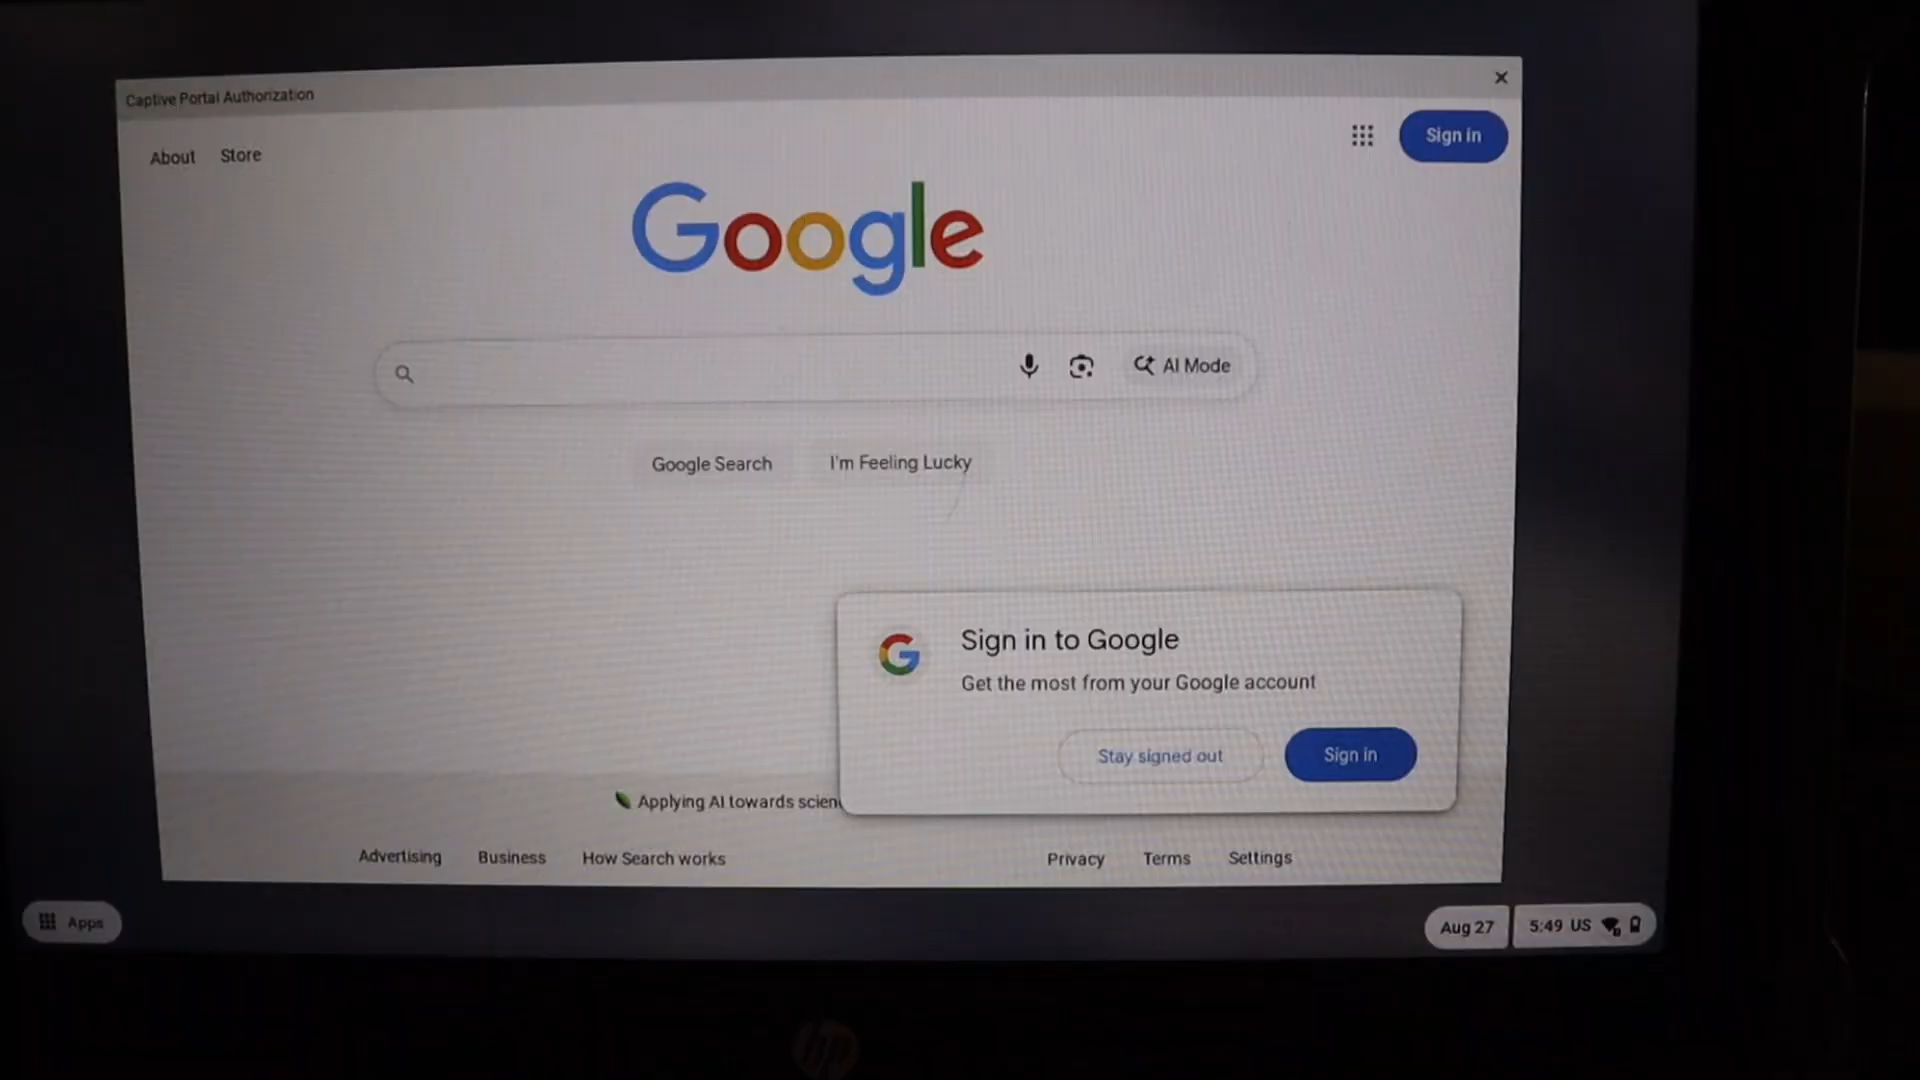 Captive Portal Authorization
About Store
Sign in
Google
AI Mode
Google Search I'm Feeling Lucky
Sign in to Google
Get the most from your Google account
Stay signed out Sign in
Applying AI towards scien
Advertising Business How Search works Privacy Terms Settings
Apps
Aug 27 5:49 US
hp